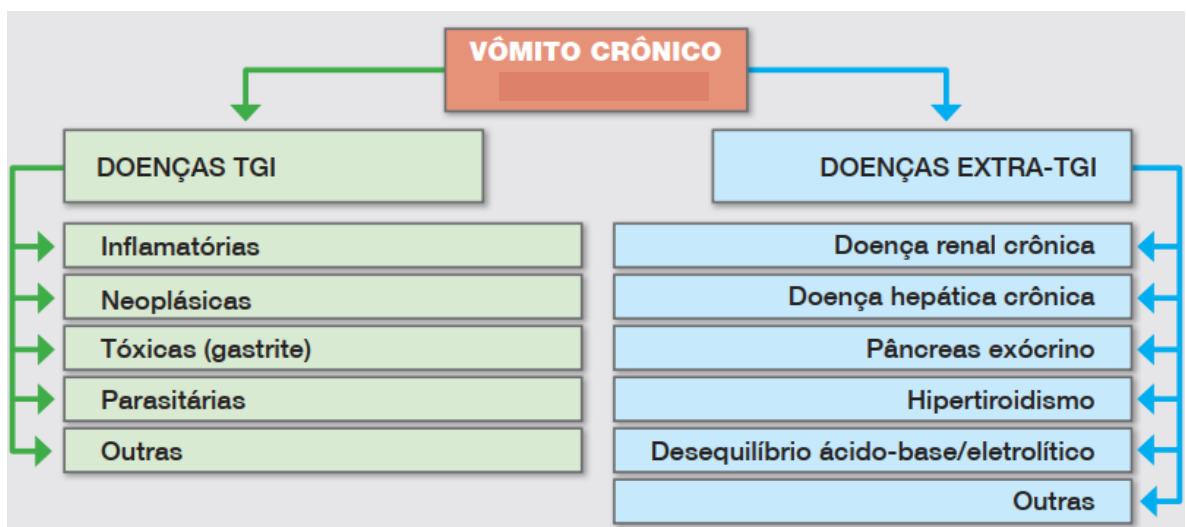 VÔMITO CRÔNICO
DOENÇAS TGI
Inflamatórias
Neoplásicas
Tóxicas (gastrite)
Parasitárias
Outras
DOENÇAS EXTRA-TGI
Doença renal crônica
Doença hepática crônica
Pâncreas exócrino
Hipertiroidismo
Desequilíbrio ácido-base/eletrolítico
Outras